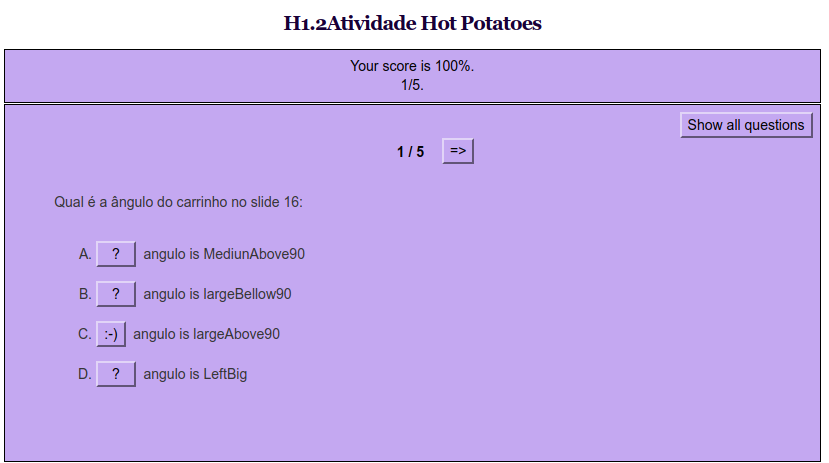 H1.2Atividade Hot Potatoes
Your score is 100%.
1/5.
Show all questions
1 / 5 =>
Qual é a ângulo do carrinho no slide 16:
A. ? angulo is MediunAbove90
B. ? angulo is largeBellow90
C. :-) angulo is largeAbove90
D. ? angulo is LeftBig